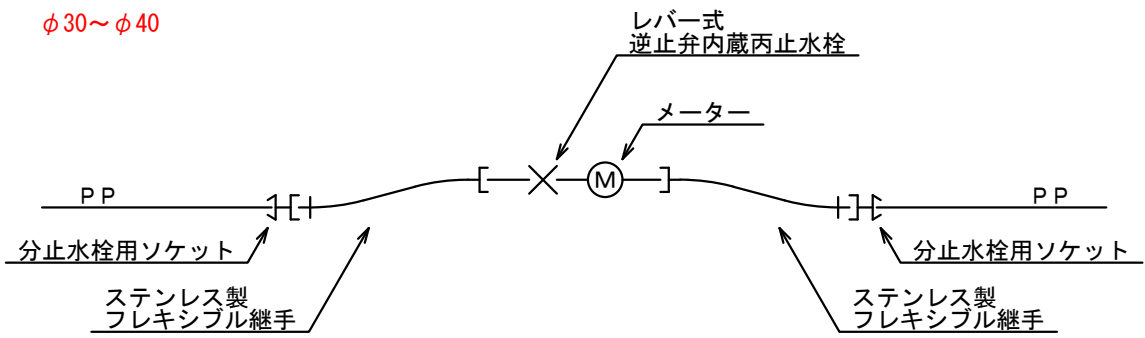 φ30～φ40
レバー式
逆止弁内蔵丙止水栓
メーター
M
PP
PP
分止水栓用ソケット
分止水栓用ソケット
ステンレス製
フレキシブル継手
ステンレス製
フレキシブル継手